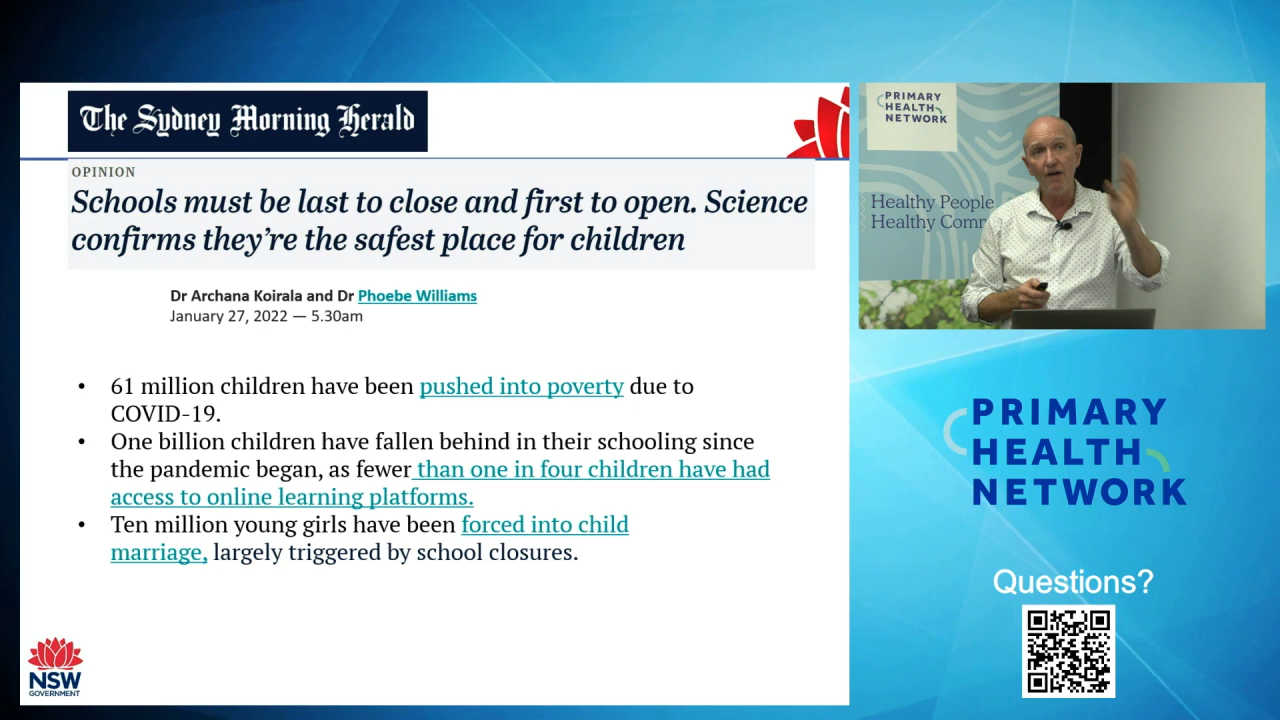 The Sydney Morning Herald
OPINION
Schools must be last to close and first to open. Science
confirms they’re the safest place for children
Dr Archana Koirala and Dr Phoebe Williams
January 27, 2022 — 5.30am
• 61 million children have been pushed into poverty due to
COVID-19.
• One billion children have fallen behind in their schooling since
the pandemic began, as fewer than one in four children have had
access to online learning platforms.
• Ten million young girls have been forced into child
marriage, largely triggered by school closures.
NSW
GOVERNMENT
PRIMARY
HEALTH
NETWORK
Healthy People
Healthy
PRIMARY
HEALTH
NETWORK
Questions?